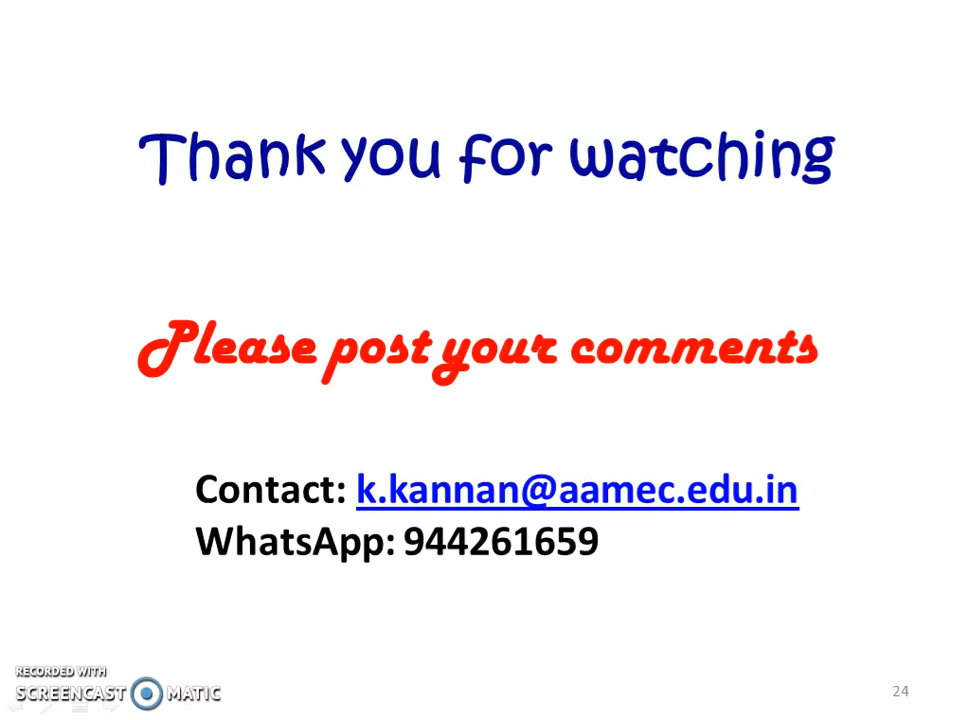 Thank you for watching
Please post your comments
Contact: k.kannan@aamec.edu.in
WhatsApp: 944261659
RECORDED WITH
SCREENCAST MATIC
24